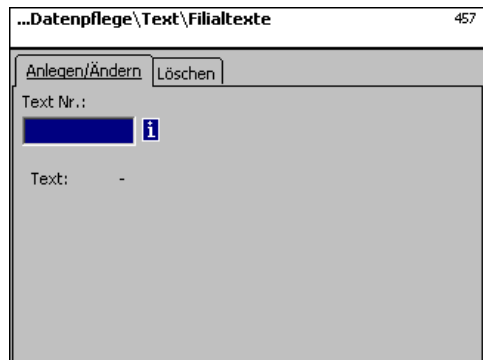 ...Datenpflege\Text\Filialtexte 457
Anlegen/Ändern Löschen
Text Nr.:
i
Text: -